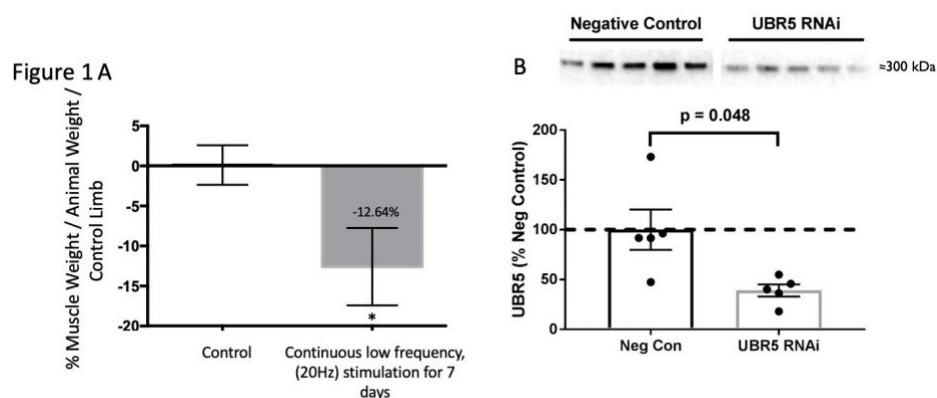 Figure 1 A
% Muscle Weight / Animal Weight /
Control Limb
5
0
-5
-10
-15
-20
-12.64%
*
Control
Continuous low frequency,
(20Hz) stimulation for 7
days
B
Negative Control
UBR5 RNAi
≈300 kDa
p = 0.048
UBR5 (% Neg Control)
200
150
100
50
0
Neg Con
UBR5 RNAi